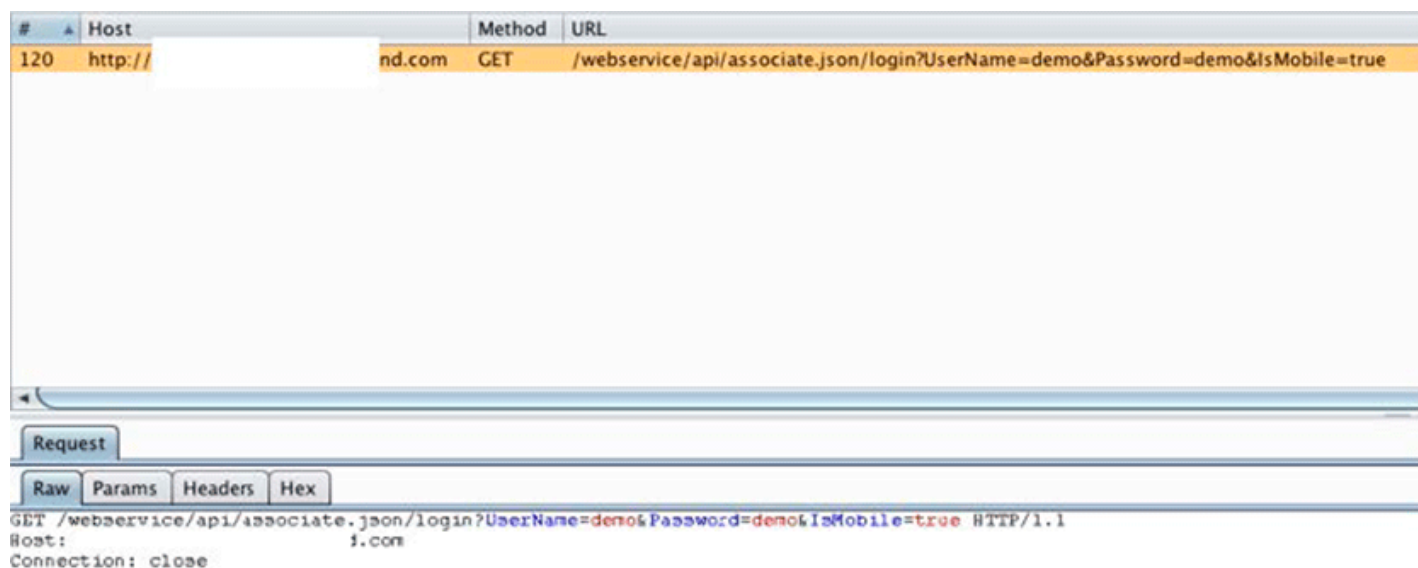 # Host Method URL
120 http:// nd.com GET /webservice/api/associate.json/login?UserName=demo&Password=demo&IsMobile=true
Request
Raw Params Headers Hex
GET /webservice/api/associate.json/login?UserName=demo&Password=demo&IsMobile=true HTTP/1.1
Host: .com
Connection: close